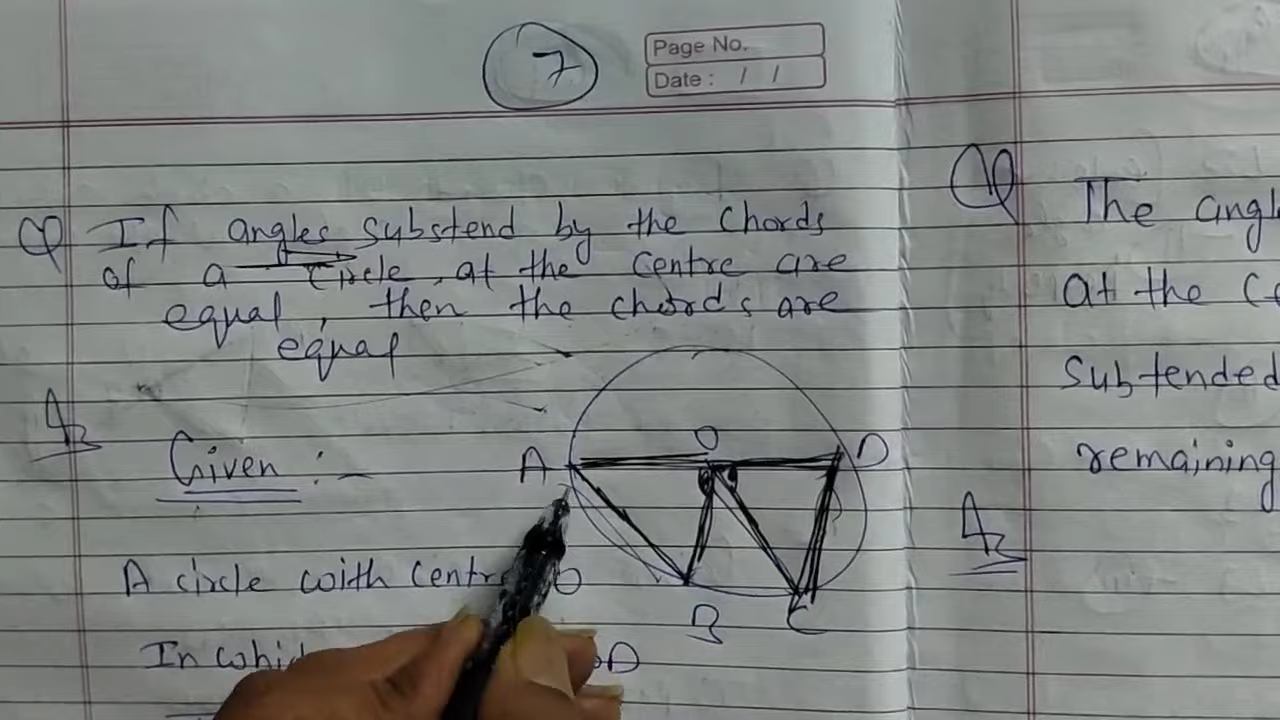 7
Page No.
Date : / /
Q If angles substend by the chords
of a circle, at the centre are
equal, then the chords are
equal
Given :-
A O D
B C
A circle with centre O
In
Q The
at the
Subtended
remaining